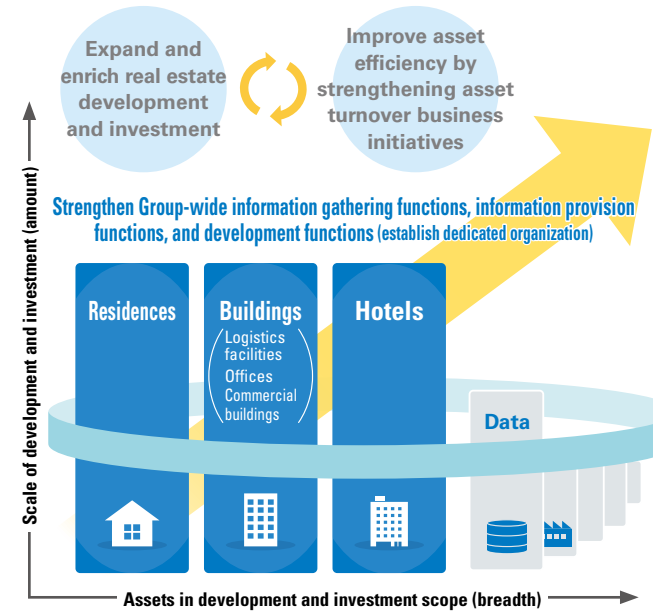 Expand and
enrich real estate
development
and investment
Improve asset
efficiency by
strengthening asset
turnover business
initiatives
Strengthen Group-wide information gathering functions, information provision
functions, and development functions (establish dedicated organization)
Scale of development and investment (amount)
Residences
Buildings
(Logistics
facilities
Offices
Commercial
buildings)
Hotels
Data
Assets in development and investment scope (breadth)